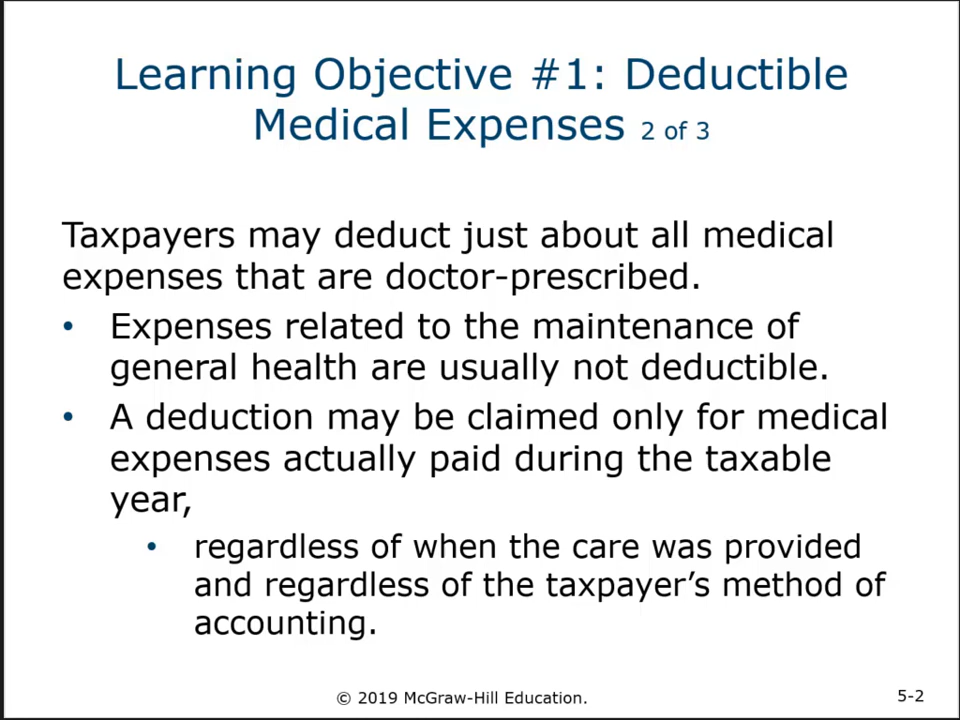 Learning Objective #1: Deductible
Medical Expenses 2 of 3
Taxpayers may deduct just about all medical
expenses that are doctor-prescribed.
• Expenses related to the maintenance of
general health are usually not deductible.
• A deduction may be claimed only for medical
expenses actually paid during the taxable
year,
• regardless of when the care was provided
and regardless of the taxpayer’s method of
accounting.
© 2019 McGraw-Hill Education.
5-2